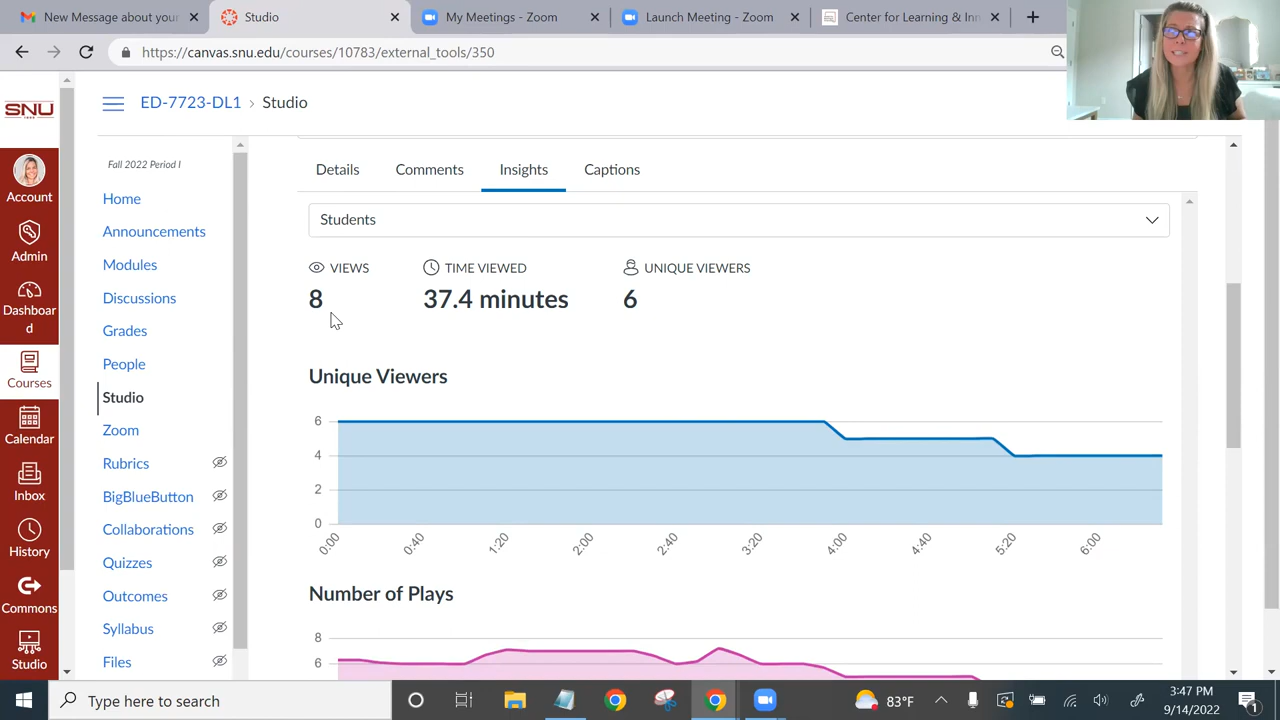 New Message about your
Studio
My Meetings - Zoom
Launch Meeting - Zoom
Center for Learning & Inn
https://canvas.snu.edu/courses/10783/external_tools/350
SNU
ED-7723-DL1 › Studio
Account
Admin
Dashboar
d
Courses
Calendar
Inbox
History
Commons
Studio
Fall 2022 Period I
Home
Announcements
Modules
Discussions
Grades
People
Studio
Zoom
Rubrics
BigBlueButton
Collaborations
Quizzes
Outcomes
Syllabus
Files
Details Comments Insights Captions
Students
VIEWS TIME VIEWED UNIQUE VIEWERS
8 37.4 minutes 6
Unique Viewers
6
4
2
0
0:00 0:40 1:20 2:00 2:40 3:20 4:00 4:40 5:20 6:00
Number of Plays
8
6
Type here to search
83°F
3:47 PM
9/14/2022
1